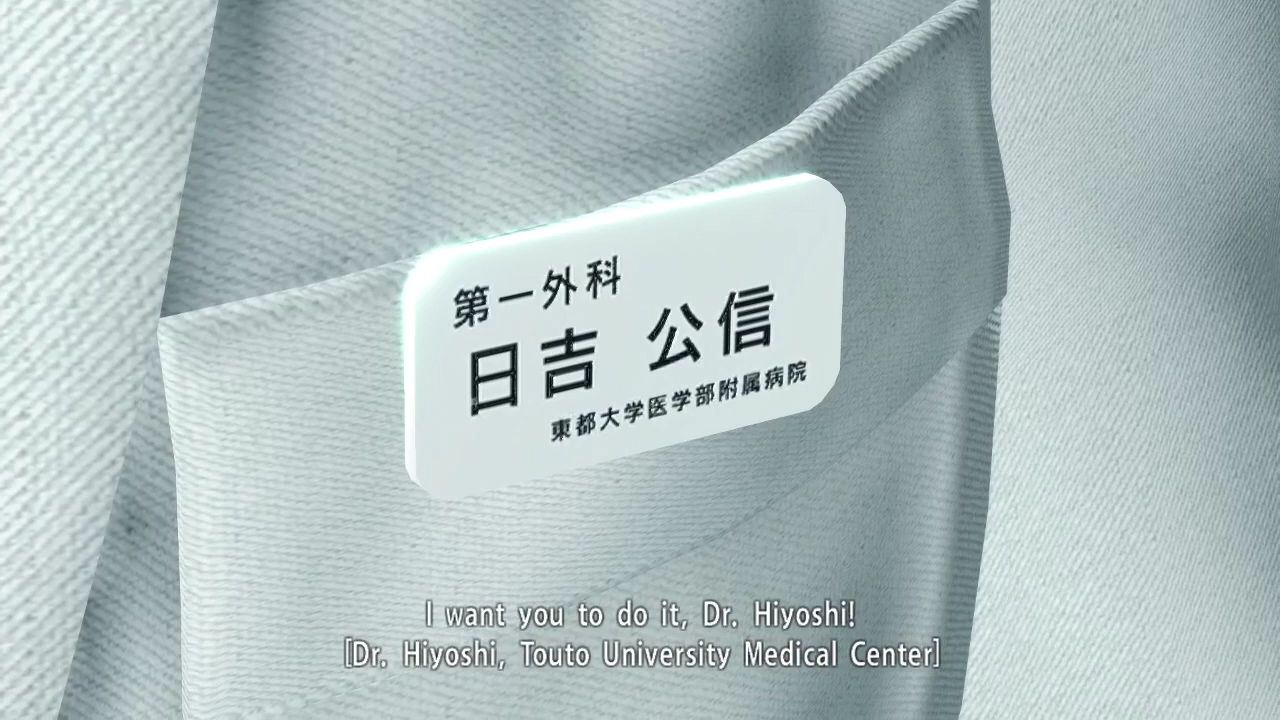 第一外科
日吉 公信
東都大学医学部附属病院
I want you to do it, Dr. Hiyoshi!
[Dr. Hiyoshi, Touto University Medical Center]